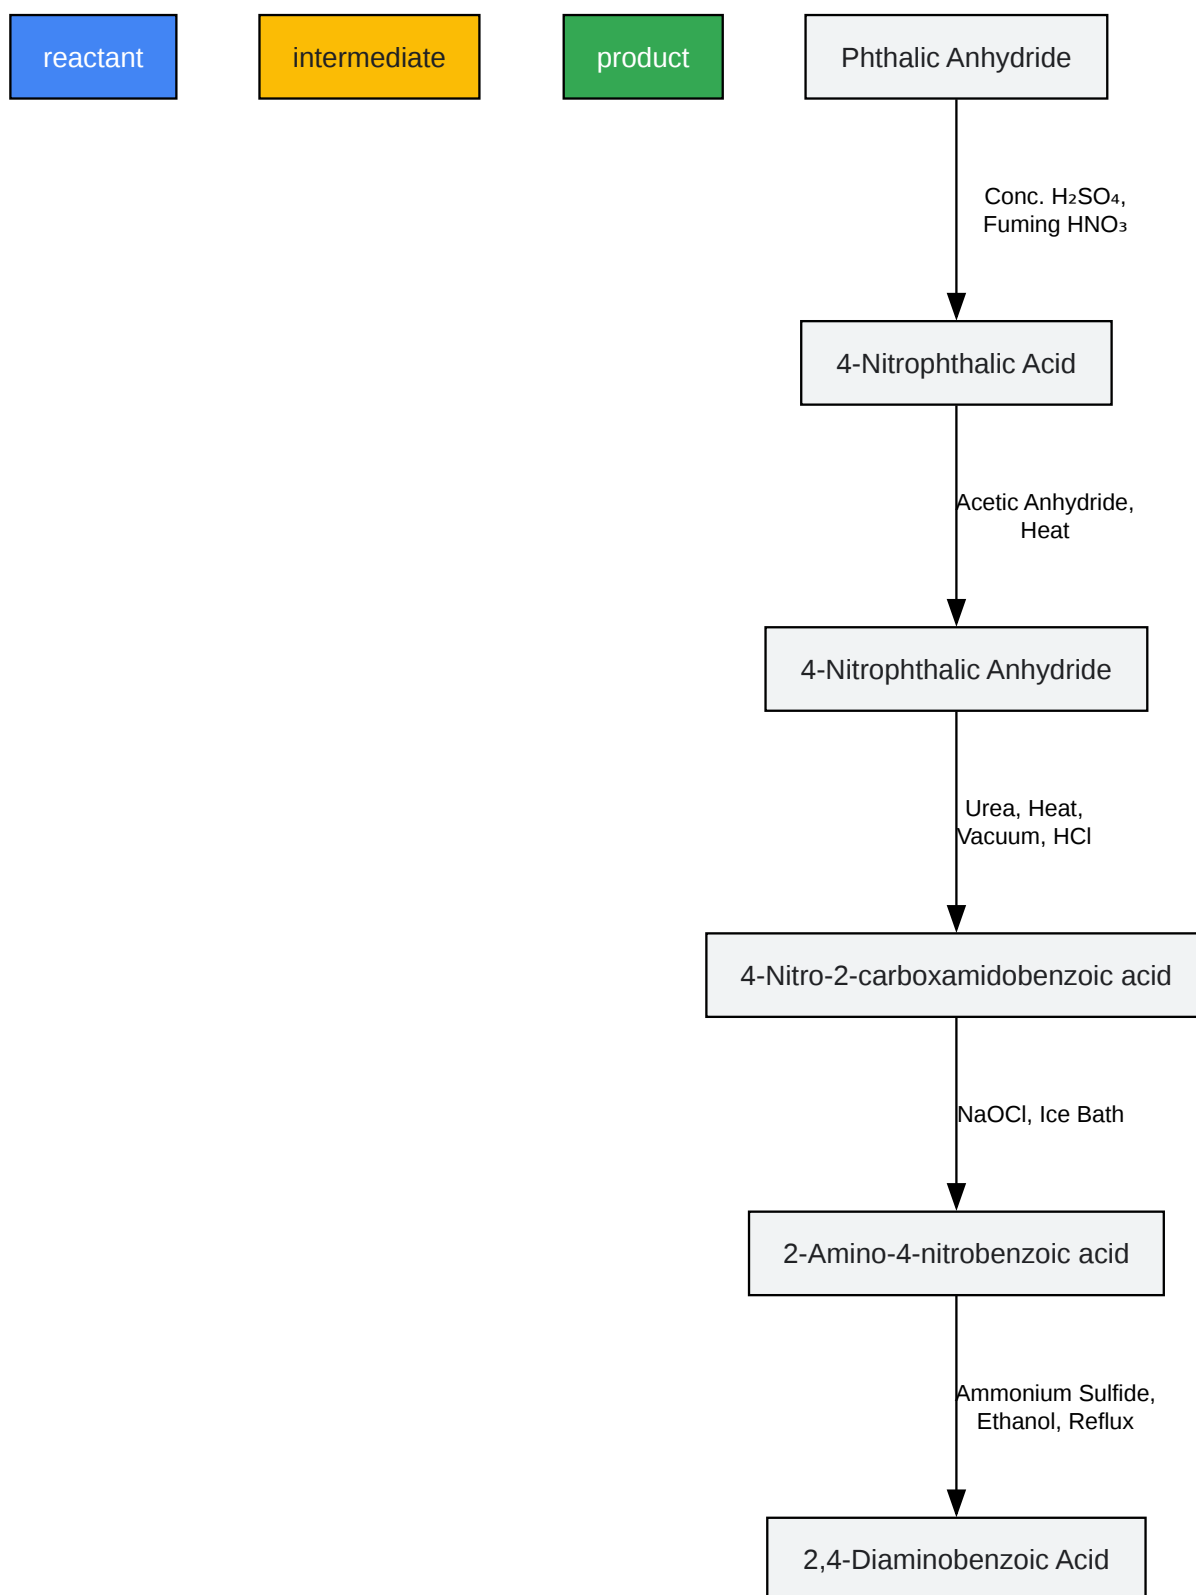 reactant
intermediate
product
Phthalic Anhydride
Conc. H₂SO₄,
Fuming HNO₃
4-Nitrophthalic Acid
Acetic Anhydride,
Heat
4-Nitrophthalic Anhydride
Urea, Heat,
Vacuum, HCl
4-Nitro-2-carboxamidobenzoic acid
NaOCl, Ice Bath
2-Amino-4-nitrobenzoic acid
Ammonium Sulfide,
Ethanol, Reflux
2,4-Diaminobenzoic Acid